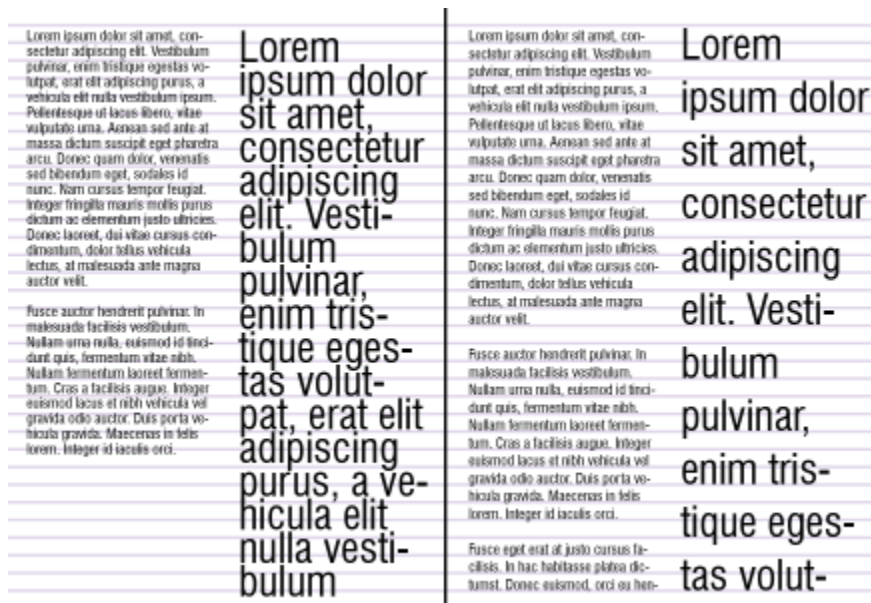 Lorem ipsum dolor sit amet, con-
sectetur adipiscing elit. Vestibulum
pulvinar, enim tristique egestas vo-
lutpat, erat elit adipiscing purus, a
vehicula elit nulla vestibulum ipsum.
Pellentesque ut lacus libero, vitae
vulputate urna. Aenean sed ante at
massa dictum suscipit eget pharetra
arcu. Donec quam dolor, venenatis
sed bibendum eget, sodales id
nunc. Nam cursus tempor feugiat.
Integer fringilla mauris mollis purus
dictum ac elementum justo ultricies.
Donec laoreet, dui vitae cursus con-
dimentum, dolor tellus vehicula
lectus, at malesuada ante magna
auctor velit.
Fusce auctor hendrerit pulvinar. In
malesuada facilisis vestibulum.
Nullam urna nulla, euismod id tinci-
dunt quis, fermentum vitae nibh.
Nullam fermentum laoreet fermen-
tum. Cras a facilisis augue. Integer
euismod lacus et nibh vehicula vel
gravida odio auctor. Duis porta ve-
hicula gravida. Maecenas in felis
lorem. Integer id iaculis orci.
Lorem
ipsum dolor
sit amet,
consectetur
adipiscing
elit. Vesti-
bulum
pulvinar,
enim tris-
tique eges-
tas volut-
pat, erat elit
adipiscing
purus, a ve-
hicula elit
nulla vesti-
bulum
Lorem ipsum dolor sit amet, con-
sectetur adipiscing elit. Vestibulum
pulvinar, enim tristique egestas vo-
lutpat, erat elit adipiscing purus, a
vehicula elit nulla vestibulum ipsum.
Pellentesque ut lacus libero, vitae
vulputate urna. Aenean sed ante at
massa dictum suscipit eget pharetra
arcu. Donec quam dolor, venenatis
sed bibendum eget, sodales id
nunc. Nam cursus tempor feugiat.
Integer fringilla mauris mollis purus
dictum ac elementum justo ultricies.
Donec laoreet, dui vitae cursus con-
dimentum, dolor tellus vehicula
lectus, at malesuada ante magna
auctor velit.
Fusce auctor hendrerit pulvinar. In
malesuada facilisis vestibulum.
Nullam urna nulla, euismod id tinci-
dunt quis, fermentum vitae nibh.
Nullam fermentum laoreet fermen-
tum. Cras a facilisis augue. Integer
euismod lacus et nibh vehicula vel
gravida odio auctor. Duis porta ve-
hicula gravida. Maecenas in felis
lorem. Integer id iaculis orci.
Fusce eget erat at justo cursus fa-
cilisis. In hac habitasse platea dic-
tumst. Donec euismod, orci eu hen-
Lorem
ipsum dolor
sit amet,
consectetur
adipiscing
elit. Vesti-
bulum
pulvinar,
enim tris-
tique eges-
tas volut-